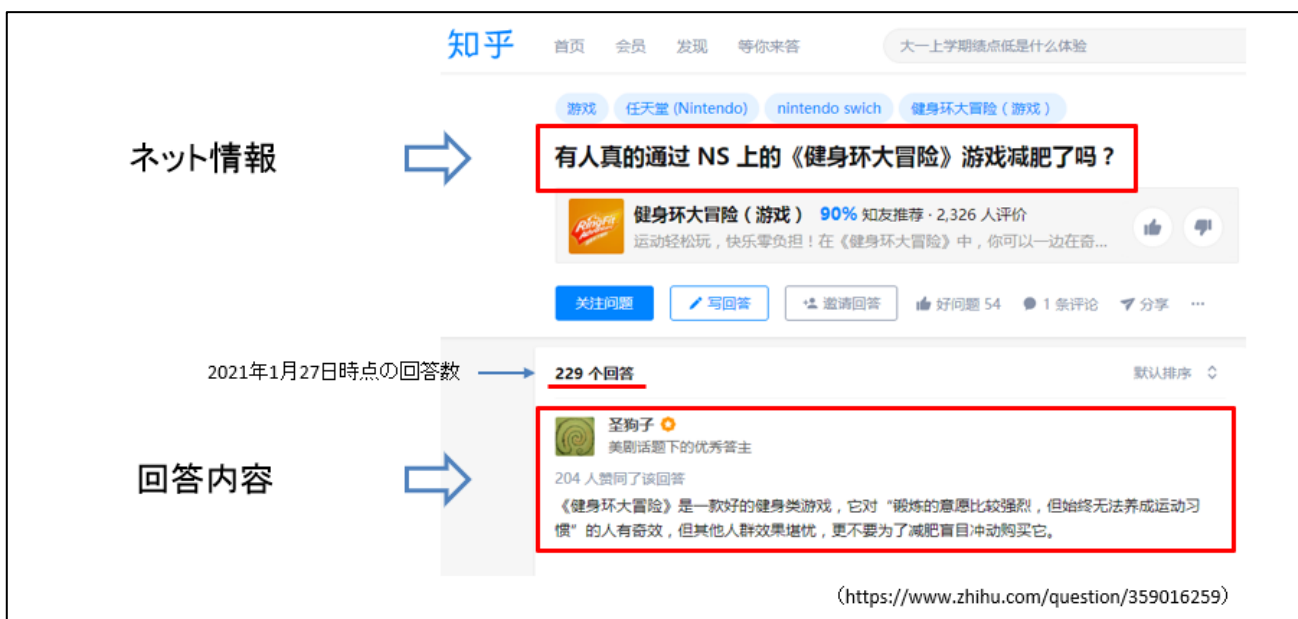 知乎 首页 会员 发现 等你来答 大一上学期绩点低是什么体验
游戏 任天堂 (Nintendo) nintendo swich 健身环大冒险（游戏）
ネット情報
有人真的通过 NS 上的《健身环大冒险》游戏减肥了吗？
RingFit
健身环大冒险（游戏） 90% 知友推荐 · 2,326 人评价
运动轻松玩，快乐零负担！在《健身环大冒险》中，你可以一边在奇...
关注问题 写回答 邀请回答 好问题 54 1 条评论 分享 ...
2021年1月27日時点の回答数
229 个回答 默认排序
回答内容
圣狗子
美剧话题下的优秀答主
204 人赞同了该回答
《健身环大冒险》是一款好的健身类游戏，它对“锻炼的意愿比较强烈，但始终无法养成运动习
惯”的人有奇效，但其他人群效果堪忧，更不要为了减肥盲目冲动购买它。
（https://www.zhihu.com/question/359016259）